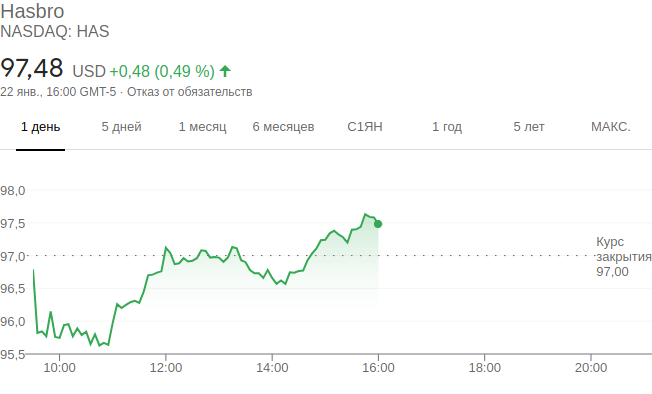 Hasbro
NASDAQ: HAS
97,48 USD +0,48 (0,49 %)
22 янв., 16:00 GMT-5 · Отказ от обязательств
1 день 5 дней 1 месяц 6 месяцев С1ЯН 1 год 5 лет МАКС.
98,0
97,5
97,0
96,5
96,0
95,5
Курс
закрытия
97,00
10:00 12:00 14:00 16:00 18:00 20:00